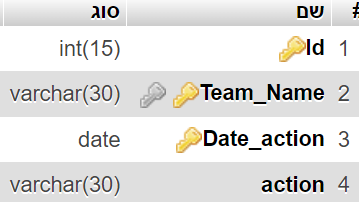 # שם סוג
1 Id int(15)
2 Team_Name varchar(30)
3 Date_action date
4 action varchar(30)